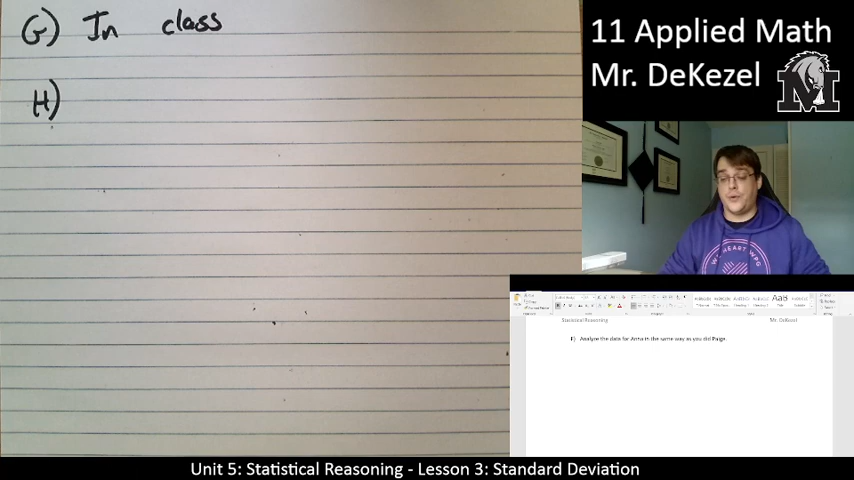 G) In class
H)
11 Applied Math
Mr. DeKezel
M
Statistical Reasoning
Mr. DeKezel
F) Analyze the data for Anna in the same way as you did Paige.
Unit 5: Statistical Reasoning - Lesson 3: Standard Deviation